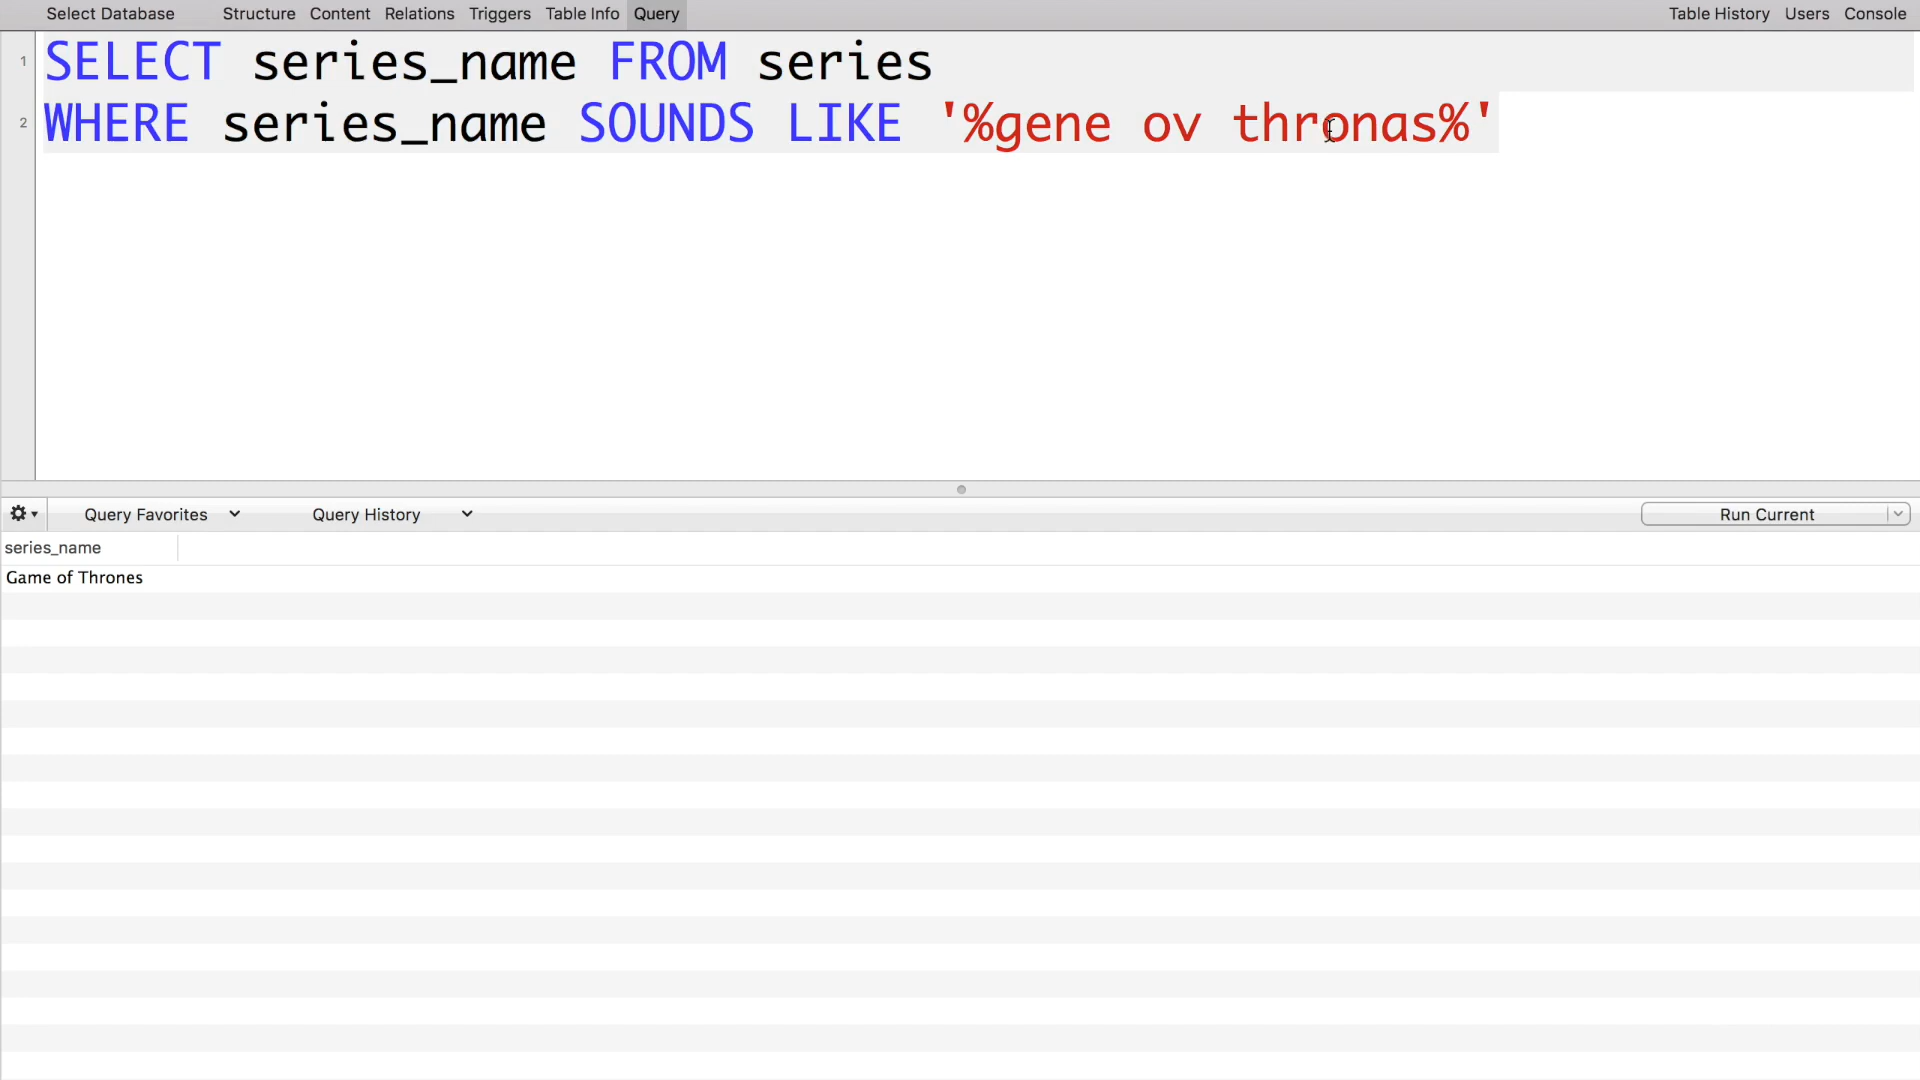 Select Database Structure Content Relations Triggers Table Info Query Table History Users Console
1 SELECT series_name FROM series
2 WHERE series_name SOUNDS LIKE '%gene ov thronas%'
Query Favorites Query History Run Current
series_name
Game of Thrones